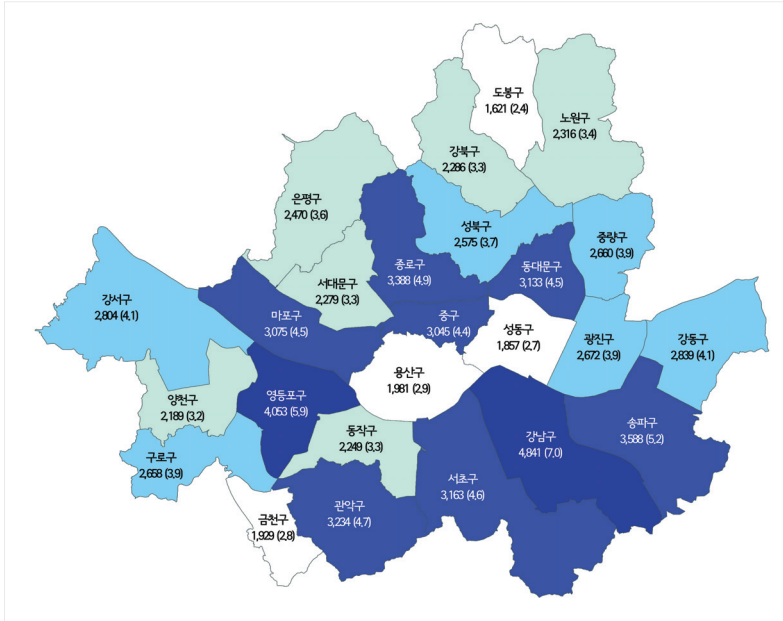 도봉구
1,621 (2.4)
노원구
2,316 (3.4)
강북구
2,286 (3.3)
은평구
2,470 (3.6)
성북구
2,575 (3.7)
중랑구
2,660 (3.9)
종로구
3,388 (4.9)
동대문구
3,133 (4.5)
서대문구
2,279 (3.3)
강서구
2,804 (4.1)
마포구
3,075 (4.5)
중구
3,045 (4.4)
성동구
1,857 (2.7)
광진구
2,672 (3.9)
강동구
2,839 (4.1)
용산구
1,981 (2.9)
양천구
2,189 (3.2)
영등포구
4,053 (5.9)
동작구
2,249 (3.3)
강남구
4,841 (7.0)
송파구
3,588 (5.2)
구로구
2,658 (3.9)
서초구
3,163 (4.6)
관악구
3,234 (4.7)
금천구
1,929 (2.8)